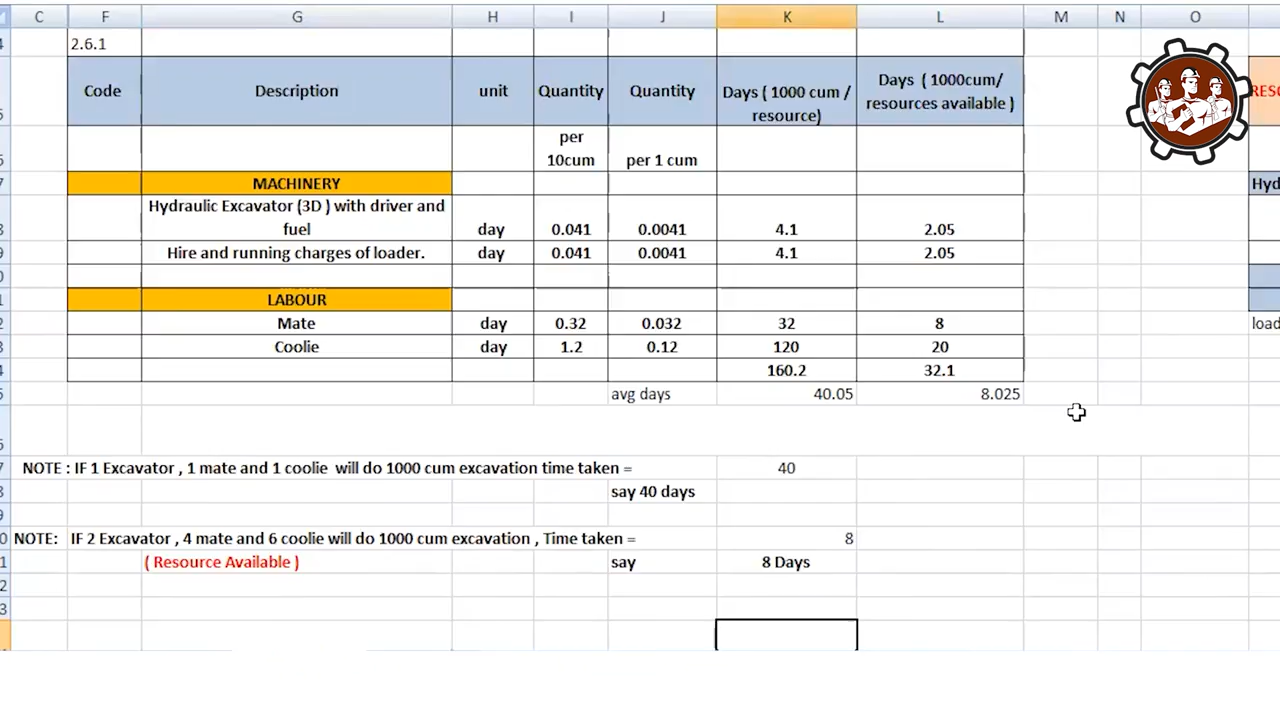 C F G H I J K L M N O
2.6.1
Code Description unit Quantity Quantity Days ( 1000 cum / resource) Days ( 1000cum/ resources available )
per 10cum per 1 cum
MACHINERY
Hydraulic Excavator (3D ) with driver and fuel day 0.041 0.0041 4.1 2.05
Hire and running charges of loader. day 0.041 0.0041 4.1 2.05
LABOUR
Mate day 0.32 0.032 32 8
Coolie day 1.2 0.12 120 20
160.2 32.1
avg days 40.05 8.025
NOTE : IF 1 Excavator , 1 mate and 1 coolie will do 1000 cum excavation time taken = 40
say 40 days
NOTE: IF 2 Excavator , 4 mate and 6 coolie will do 1000 cum excavation , Time taken = 8
( Resource Available ) say 8 Days